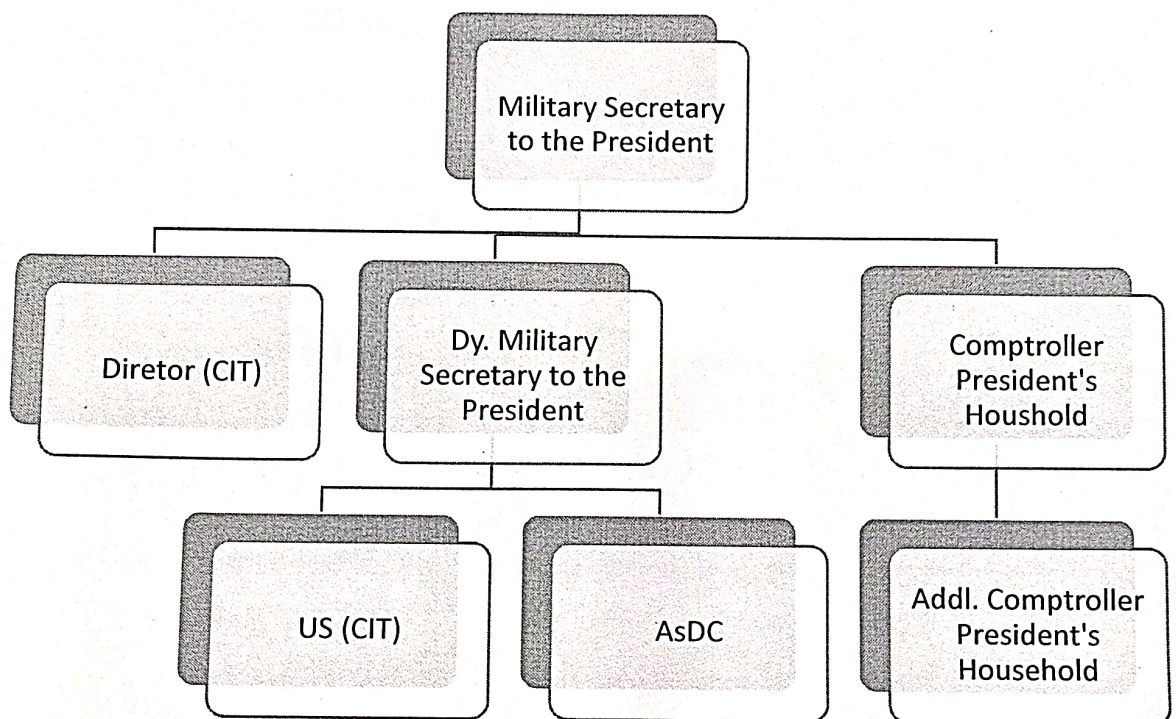 Military Secretary
to the President
Diretor (CIT)
Dy. Military
Secretary to the
President
Comptroller
President's
Houshold
US (CIT)
AsDC
Addl. Comptroller
President's
Household